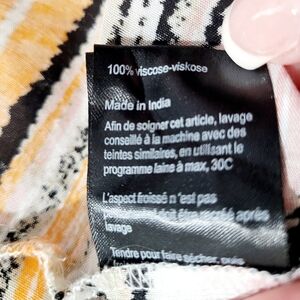 100% viscose-viskose
Made in India
Afin de soigner cet article, lavage
conseillé à la machine avec des
teintes similaires, en utilisant le
programme laine à max, 30C
L'aspect froissé n'est pas
après
lavage
Tendre pour faire sécher, puis